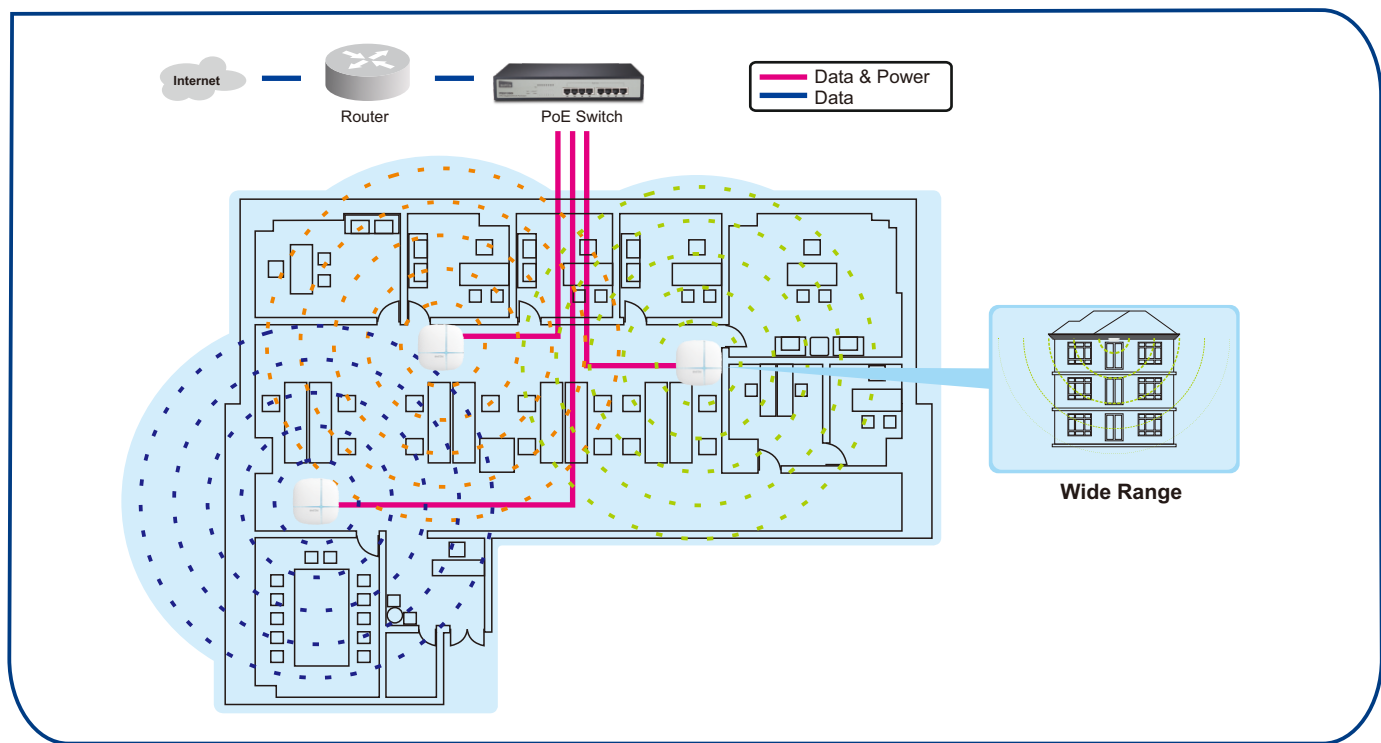 Internet
Router
PoE Switch
Data & Power
Data
Wide Range